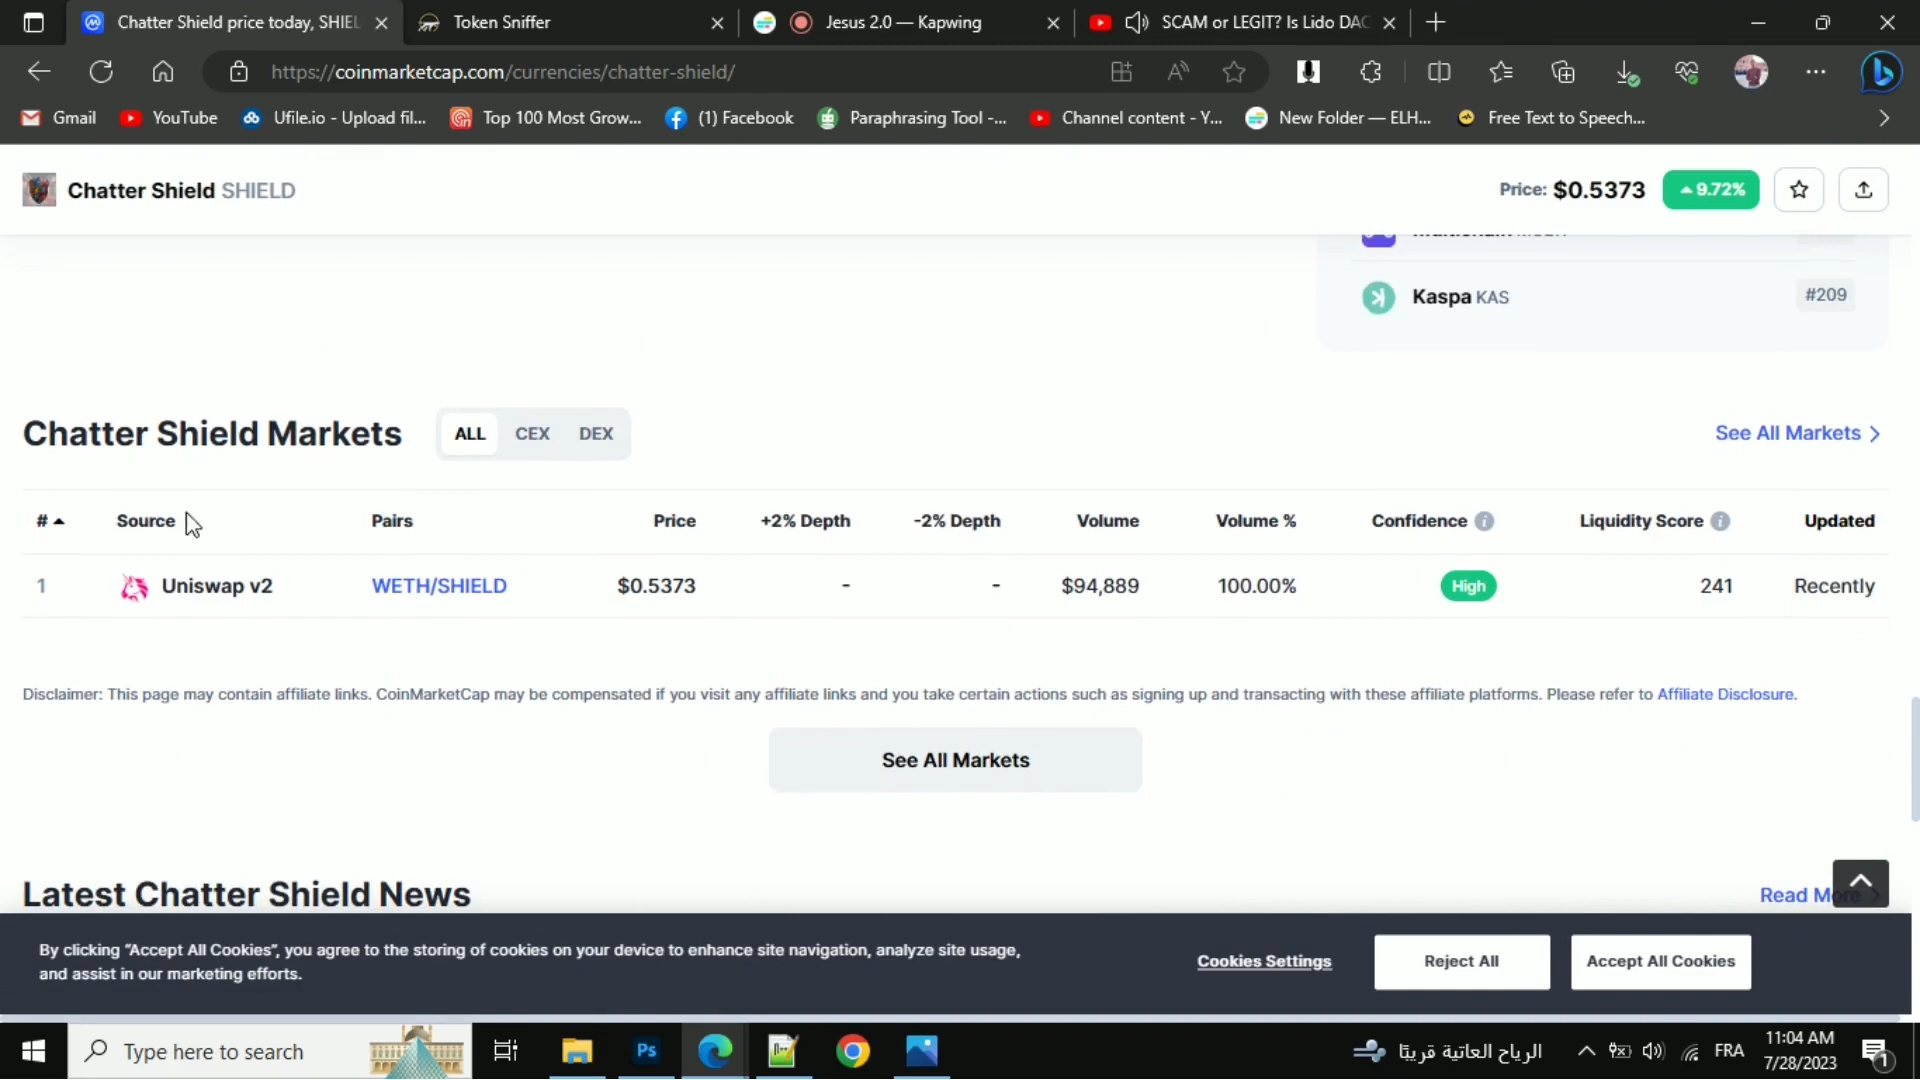 Chatter Shield price today, SHIEL
Token Sniffer
Jesus 2.0 — Kapwing
SCAM or LEGIT? Is Lido DAO
https://coinmarketcap.com/currencies/chatter-shield/
Gmail
YouTube
Ufile.io - Upload fil...
Top 100 Most Grow...
(1) Facebook
Paraphrasing Tool -...
Channel content - Y...
New Folder — ELH...
Free Text to Speech...
Chatter Shield SHIELD
Price: $0.5373
9.72%
Kaspa KAS
#209
Chatter Shield Markets
ALL CEX DEX
See All Markets
# Source Pairs Price +2% Depth -2% Depth Volume Volume % Confidence Liquidity Score Updated
1 Uniswap v2 WETH/SHIELD $0.5373 - - $94,889 100.00% High 241 Recently
Disclaimer: This page may contain affiliate links. CoinMarketCap may be compensated if you visit any affiliate links and you take certain actions such as signing up and transacting with these affiliate platforms. Please refer to Affiliate Disclosure.
See All Markets
Latest Chatter Shield News
Read More
By clicking “Accept All Cookies”, you agree to the storing of cookies on your device to enhance site navigation, analyze site usage,
and assist in our marketing efforts.
Cookies Settings
Reject All
Accept All Cookies
Type here to search
Ps
الرياح العاتية قريبًا
FRA
11:04 AM
7/28/2023
1